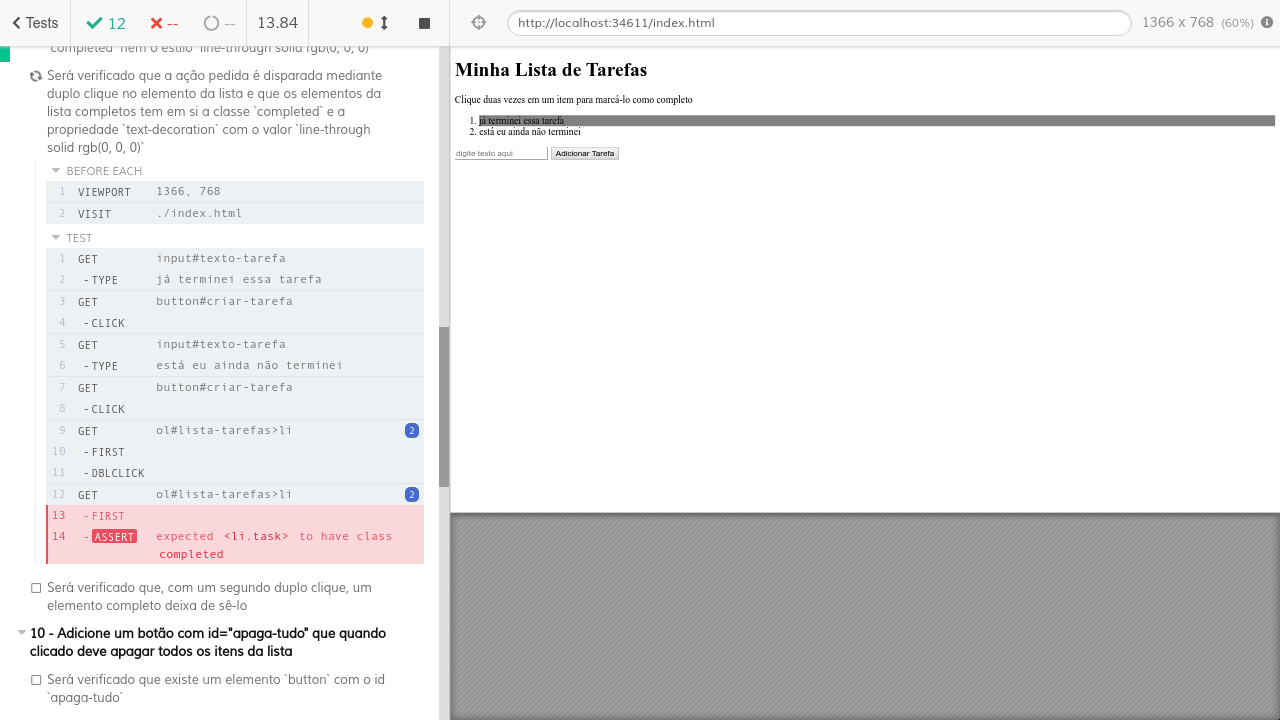 Tests
12
--
--
13.84
`completed` nem o estilo `line-through solid rgb(0, 0, 0)`
Será verificado que a ação pedida é disparada mediante
duplo clique no elemento da lista e que os elementos da
lista completos tem em si a classe `completed` e a
propriedade `text-decoration` com o valor `line-through
solid rgb(0, 0, 0)`
BEFORE EACH
1 VIEWPORT 1366, 768
2 VISIT ./index.html
TEST
1 GET input#texto-tarefa
2 -TYPE já terminei essa tarefa
3 GET button#criar-tarefa
4 -CLICK
5 GET input#texto-tarefa
6 -TYPE está eu ainda não terminei
7 GET button#criar-tarefa
8 -CLICK
9 GET ol#lista-tarefas>li 2
10 -FIRST
11 -DBLCLICK
12 GET ol#lista-tarefas>li 2
13 -FIRST
14 -ASSERT expected <li.task> to have class
completed
Será verificado que, com um segundo duplo clique, um
elemento completo deixa de sê-lo
10 - Adicione um botão com id="apaga-tudo" que quando
clicado deve apagar todos os itens da lista
Será verificado que existe um elemento `button` com o id
`apaga-tudo`
http://localhost:34611/index.html
1366 x 768 (60%)
Minha Lista de Tarefas
Clique duas vezes em um item para marcá-lo como completo
1. já terminei essa tarefa
2. está eu ainda não terminei
digite texto aqui
Adicionar Tarefa